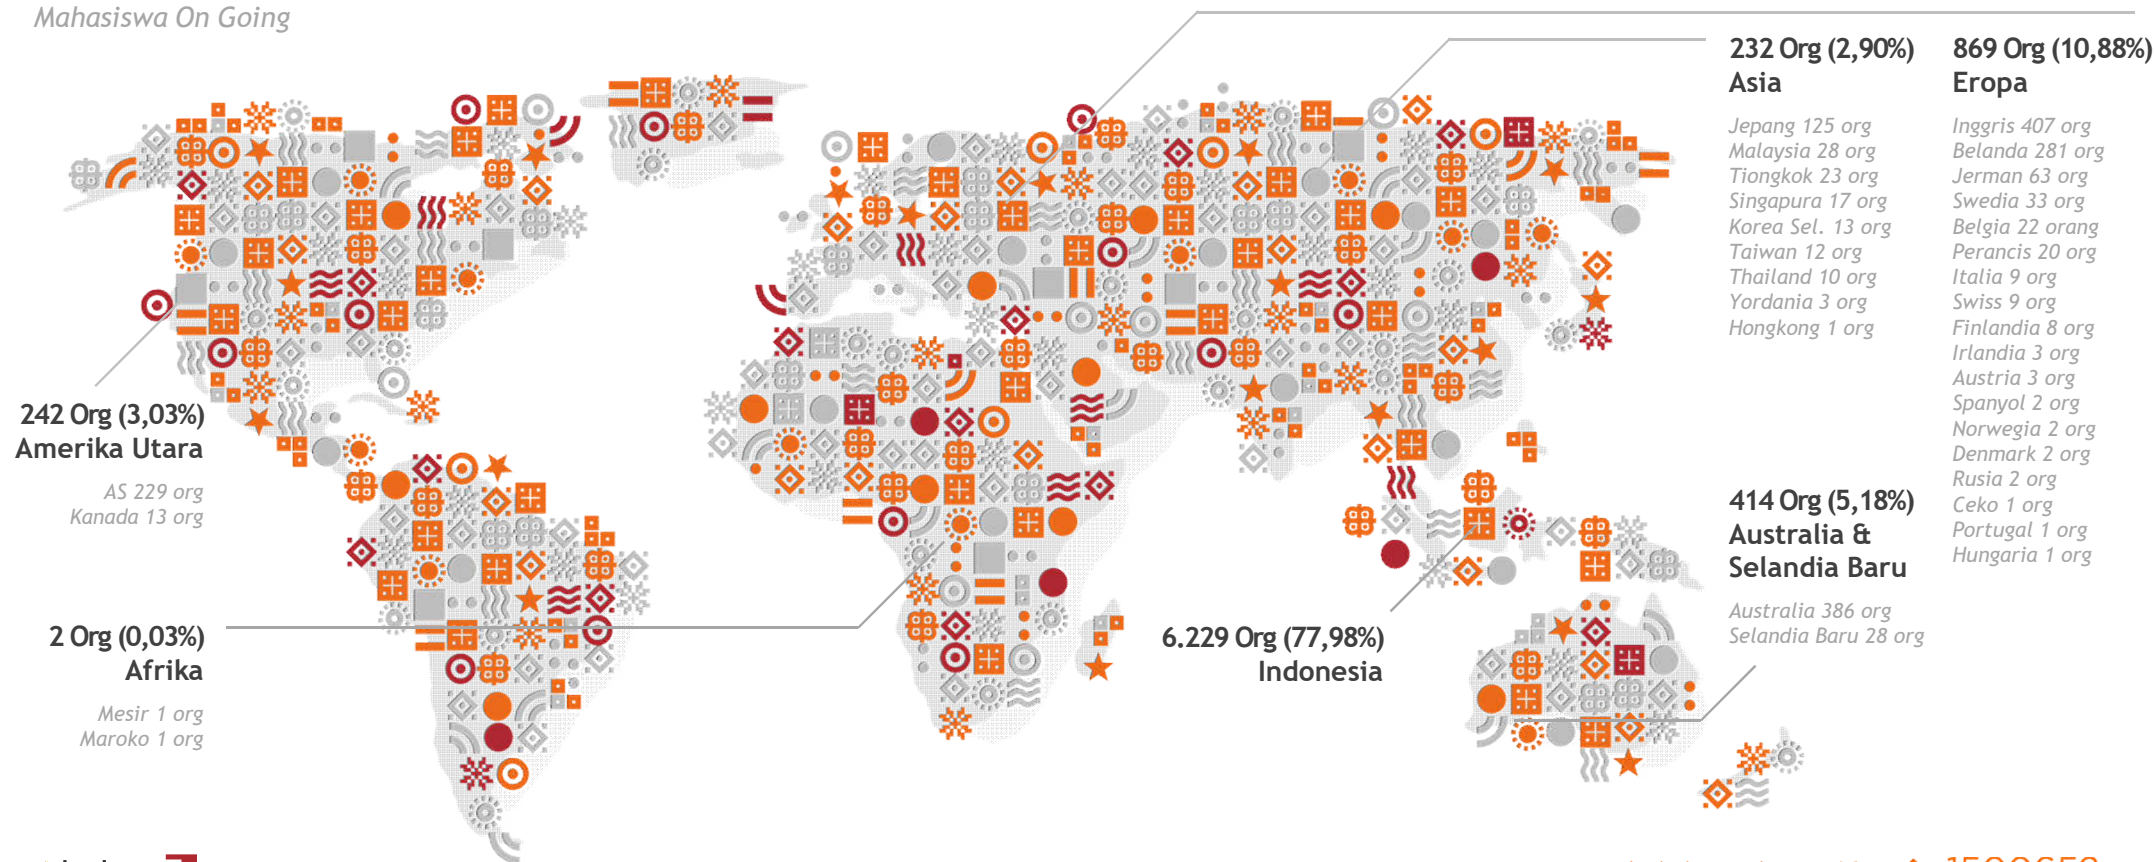 Mahasiswa On Going
232 Org (2,90%)
Asia
Jepang 125 org
Malaysia 28 org
Tiongkok 23 org
Singapura 17 org
Korea Sel. 13 org
Taiwan 12 org
Thailand 10 org
Yordania 3 org
Hongkong 1 org
869 Org (10,88%)
Eropa
Inggris 407 org
Belanda 281 org
Jerman 63 org
Swedia 33 org
Belgia 22 orang
Perancis 20 org
Italia 9 org
Swiss 9 org
Finlandia 8 org
Irlandia 3 org
Austria 3 org
Spanyol 2 org
Norwegia 2 org
Denmark 2 org
Rusia 2 org
Ceko 1 org
Portugal 1 org
Hungaria 1 org
242 Org (3,03%)
Amerika Utara
AS 229 org
Kanada 13 org
414 Org (5,18%)
Australia &
Selandia Baru
Australia 386 org
Selandia Baru 28 org
2 Org (0,03%)
Afrika
Mesir 1 org
Maroko 1 org
6.229 Org (77,98%)
Indonesia